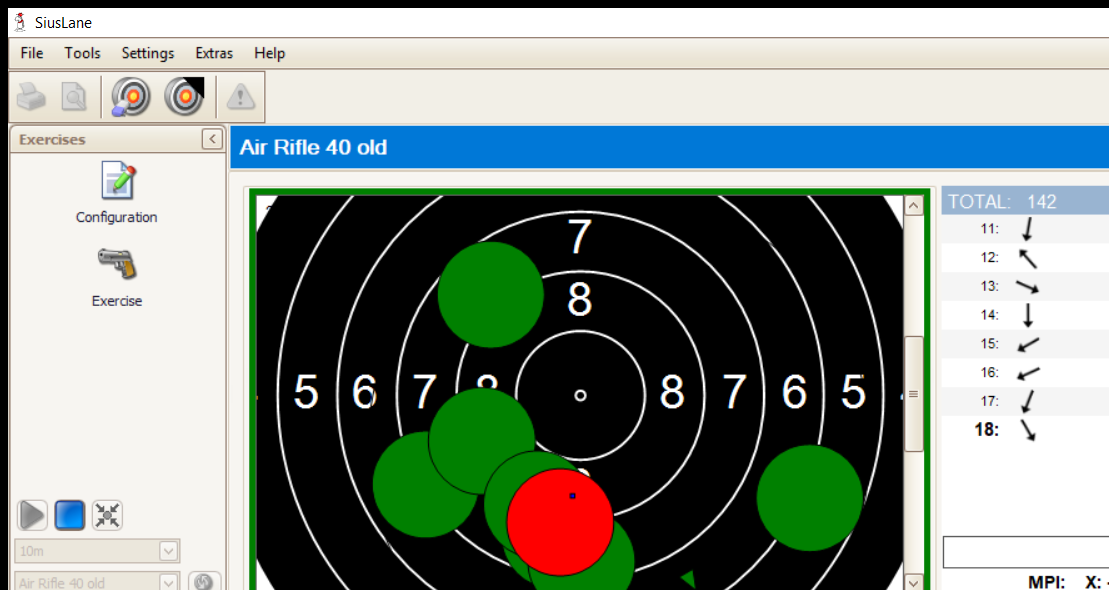 SiusLane
File Tools Settings Extras Help
Exercises
Configuration
Exercise
10m
Air Rifle 40 old
Air Rifle 40 old
7
8
5 6 7 8 8 7 6 5
TOTAL: 142
11:
12:
13:
14:
15:
16:
17:
18:
MPI: X: -